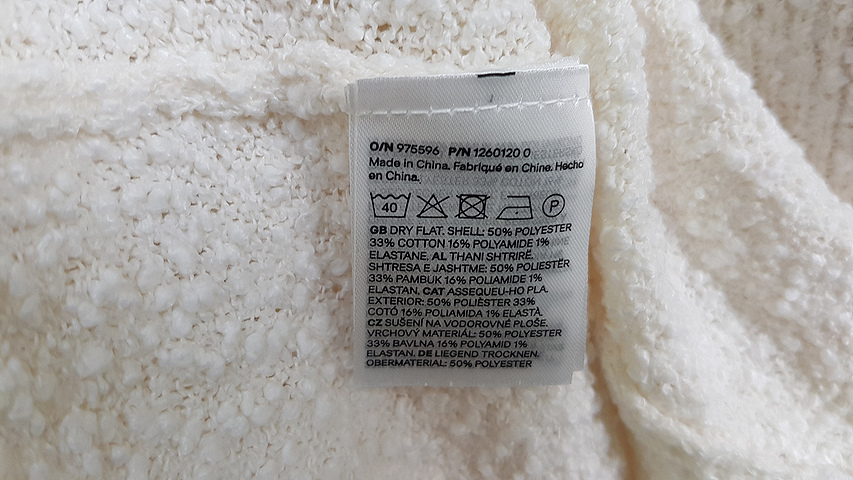 O/N 975596 P/N 1260120 0
Made in China. Fabriqué en Chine. Hecho
en China.
40 P
GB DRY FLAT. SHELL: 50% POLYESTER
33% COTTON 16% POLYAMIDE 1%
ELASTANE. AL THANI SHTRIRË.
SHTRESA E JASHTME: 50% POLIESTËR
33% PAMBUK 16% POLIAMIDE 1%
ELASTAN. CAT ASSEQUEU-HO PLA.
EXTERIOR: 50% POLIÈSTER 33%
COTÓ 16% POLIAMIDA 1% ELASTÀ.
CZ SUŠENÍ NA VODOROVNÉ PLOŠE.
VRCHOVÝ MATERIÁL: 50% POLYESTER
33% BAVLNA 16% POLYAMID 1%
ELASTAN. DE LIEGEND TROCKNEN.
OBERMATERIAL: 50% POLYESTER